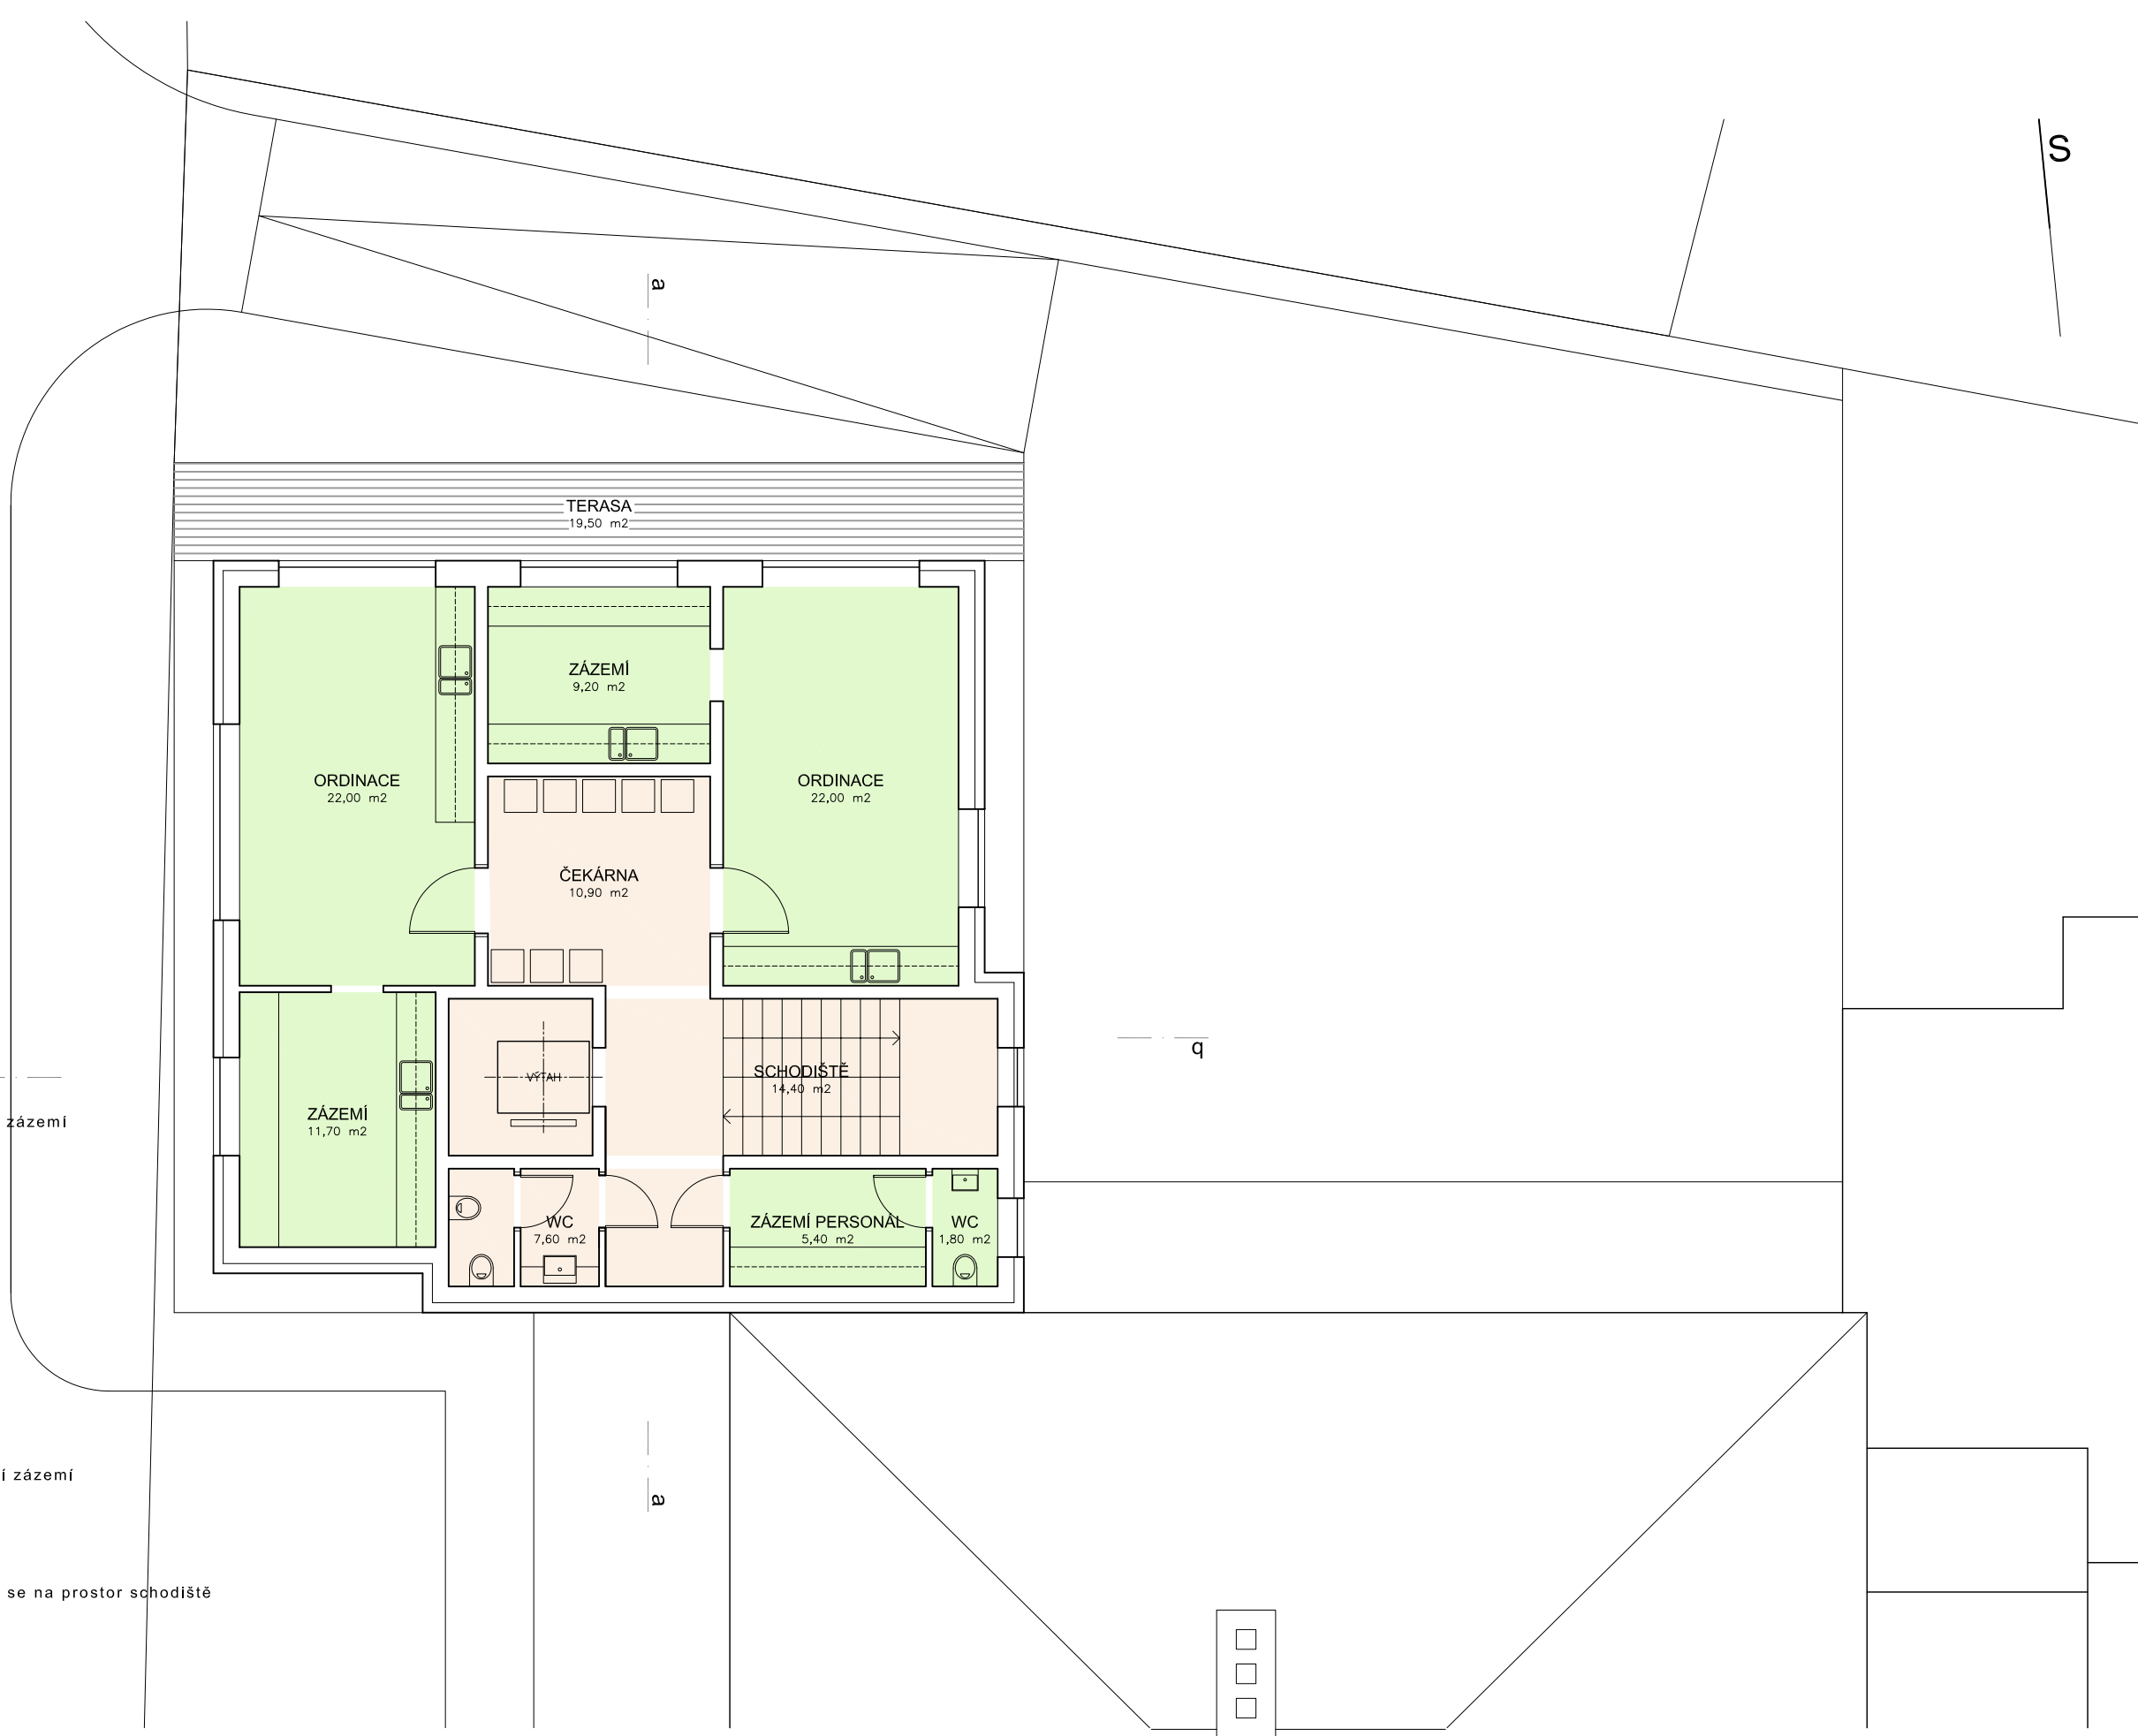 S
a
TERASA
19,50 m2
ZÁZEMÍ
9,20 m2
ORDINACE
22,00 m2
ORDINACE
22,00 m2
ČEKÁRNA
10,90 m2
b
VÝTAH
SCHODIŠTĚ
14,40 m2
ZÁZEMÍ
11,70 m2
zázemí
WC
7,60 m2
ZÁZEMÍ PERSONÁL
5,40 m2
WC
1,80 m2
í zázemí
a
se na prostor schodiště